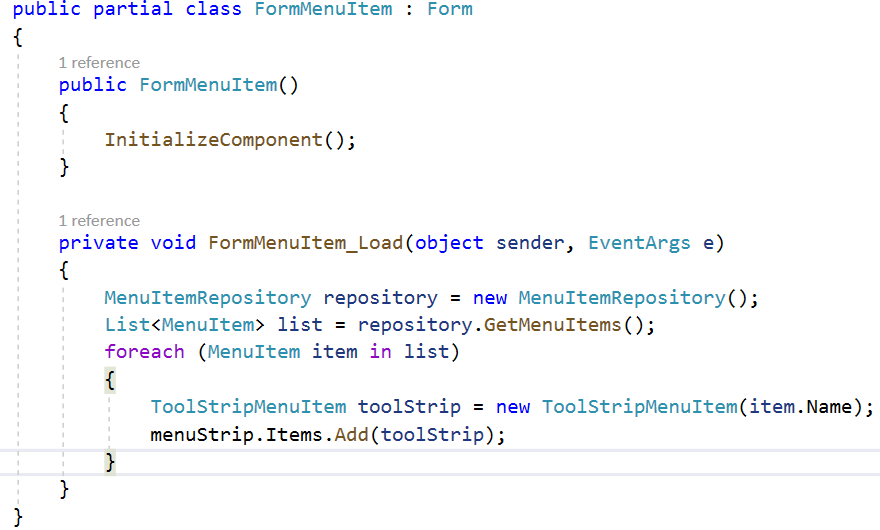 public partial class FormMenuItem : Form
{
1 reference
public FormMenuItem()
{
InitializeComponent();
}
1 reference
private void FormMenuItem_Load(object sender, EventArgs e)
{
MenuItemRepository repository = new MenuItemRepository();
List<MenuItem> list = repository.GetMenuItems();
foreach (MenuItem item in list)
{
ToolStripMenuItem toolStrip = new ToolStripMenuItem(item.Name);
menuStrip.Items.Add(toolStrip);
}
}
}